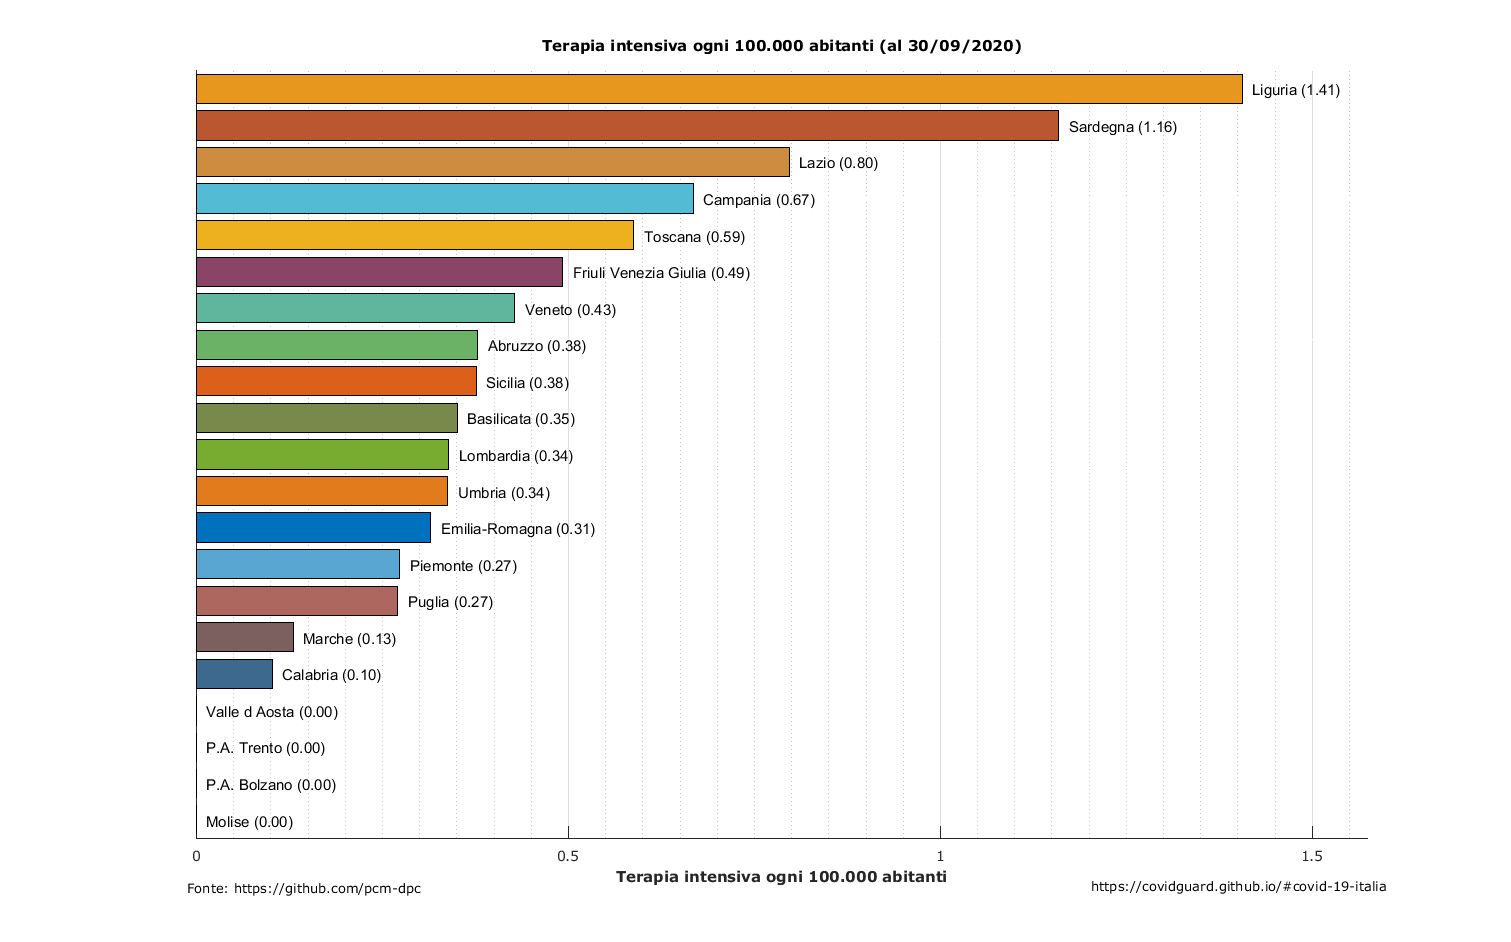 Terapia intensiva ogni 100.000 abitanti (al 30/09/2020)
Liguria (1.41)
Sardegna (1.16)
Lazio (0.80)
Campania (0.67)
Toscana (0.59)
Friuli Venezia Giulia (0.49)
Veneto (0.43)
Abruzzo (0.38)
Sicilia (0.38)
Basilicata (0.35)
Lombardia (0.34)
Umbria (0.34)
Emilia-Romagna (0.31)
Piemonte (0.27)
Puglia (0.27)
Marche (0.13)
Calabria (0.10)
Valle d Aosta (0.00)
P.A. Trento (0.00)
P.A. Bolzano (0.00)
Molise (0.00)
0 0.5 1 1.5
Terapia intensiva ogni 100.000 abitanti
Fonte: https://github.com/pcm-dpc
https://covidguard.github.io/#covid-19-italia